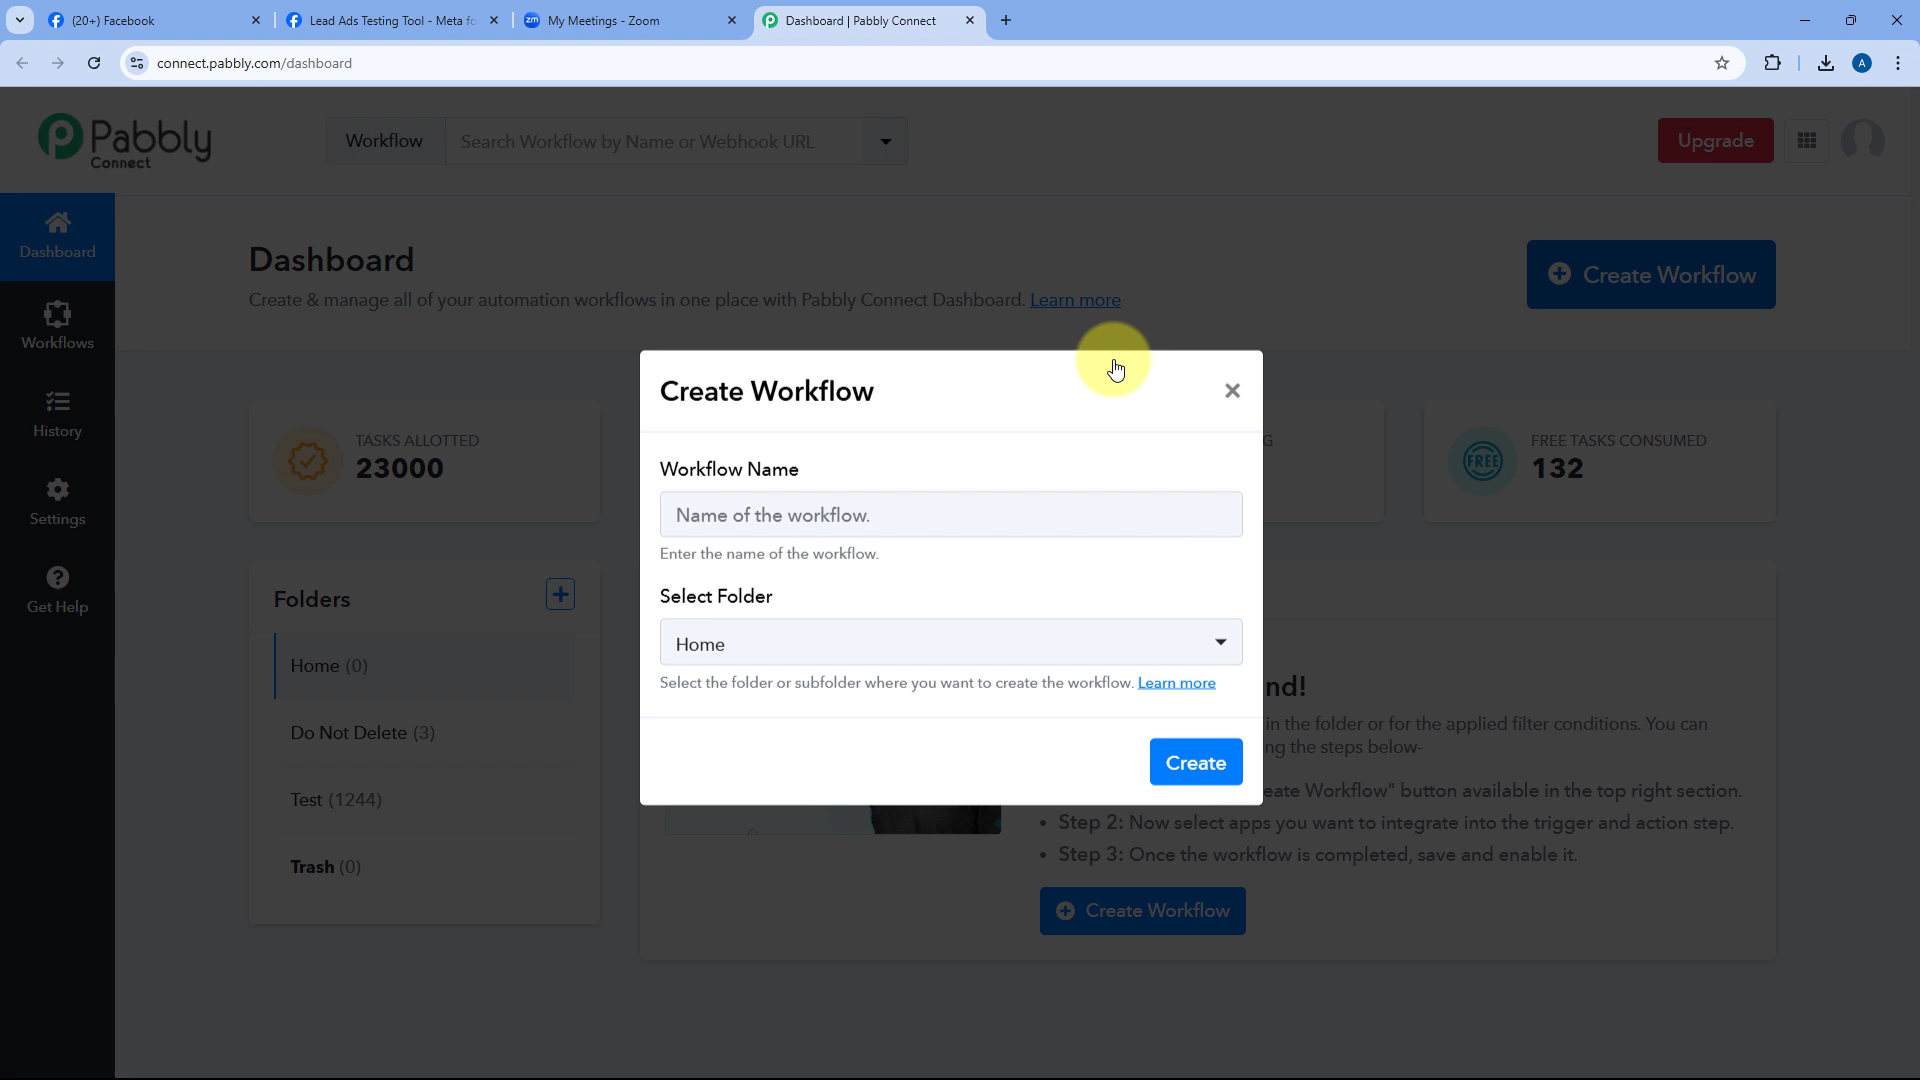 (20+) Facebook
Lead Ads Testing Tool - Meta fo
zm My Meetings - Zoom
Dashboard | Pabbly Connect
connect.pabbly.com/dashboard
A
Pabbly
Connect
Workflow
Search Workflow by Name or Webhook URL
Upgrade
Dashboard
Workflows
History
Settings
Get Help
Dashboard
Create & manage all of your automation workflows in one place with Pabbly Connect Dashboard. Learn more
Create Workflow
TASKS ALLOTTED
23000
G
FREE
FREE TASKS CONSUMED
132
Folders
Home (0)
Do Not Delete (3)
Test (1244)
Trash (0)
Create Workflow
Workflow Name
Name of the workflow.
Enter the name of the workflow.
Select Folder
Home
Select the folder or subfolder where you want to create the workflow. Learn more
Create
nd!
in the folder or for the applied filter conditions. You can
ng the steps below-
eate Workflow" button available in the top right section.
• Step 2: Now select apps you want to integrate into the trigger and action step.
• Step 3: Once the workflow is completed, save and enable it.
Create Workflow